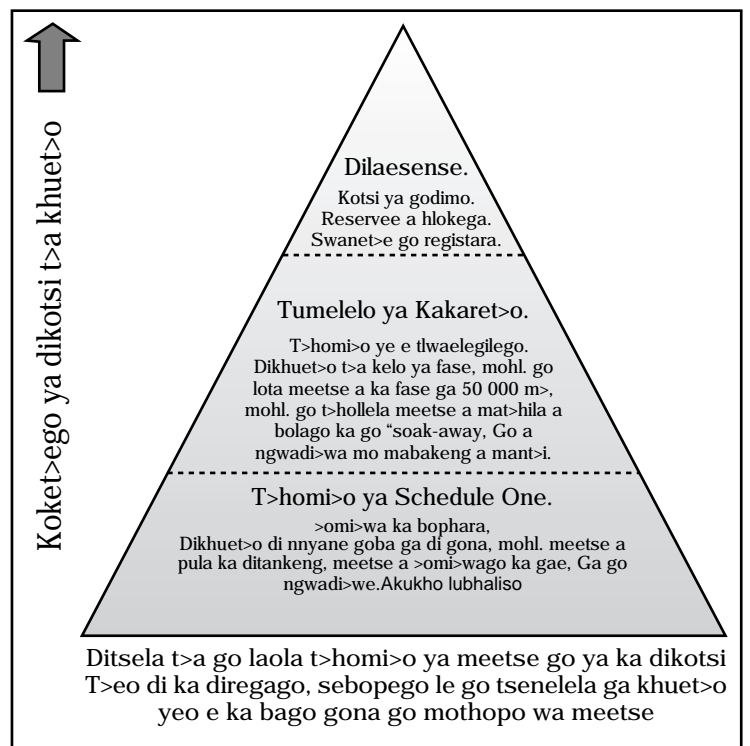 Koket>ego ya dikotsi t>a khuet>o
Dilaesense.
Kotsi ya godimo.
Reservee a hlokega.
Swanet>e go registara.
Tumelelo ya Kakaret>o.
T>homi>o ye e tlwaelegilego.
Dikhuet>o t>a kelo ya fase, mohl. go
lota meetse a ka fase ga 50 000 m>,
mohl. go t>hollela meetse a mat>hila a
bolago ka go “soak-away, Go a
ngwadi>wa mo mabakeng a mant>i.
T>homi>o ya Schedule One.
>omi>wa ka bophara,
Dikhuet>o di nnyane goba ga di gona, mohl. meetse a
pula ka ditankeng, meetse a >omi>wago ka gae, Ga go
ngwadi>we.Akukho lubhaliso
Ditsela t>a go laola t>homi>o ya meetse go ya ka dikotsi
T>eo di ka diregago, sebopego le go tsenelela ga khuet>o
yeo e ka bago gona go mothopo wa meetse